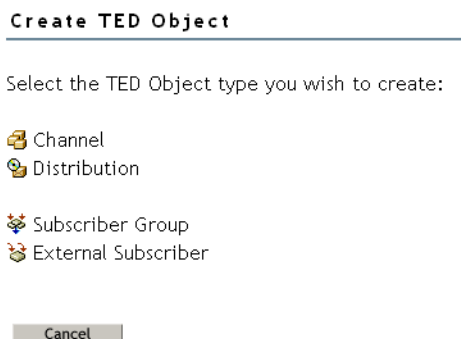 Create TED Object
Select the TED Object type you wish to create:
Channel
Distribution
Subscriber Group
External Subscriber
Cancel